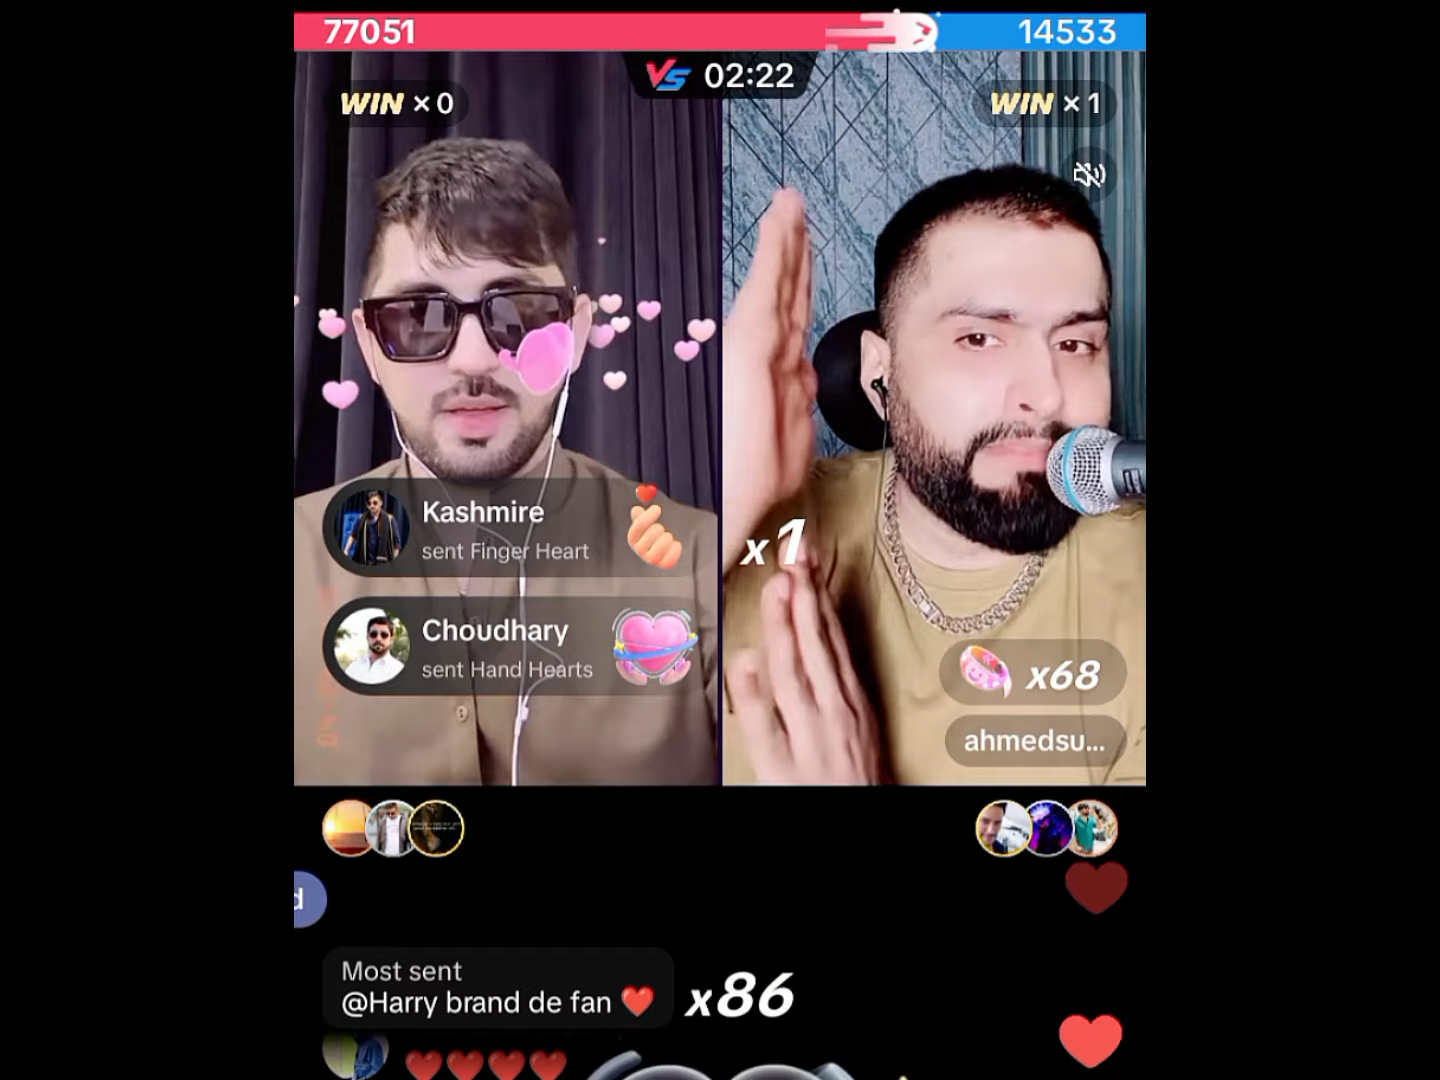 77051
14533
VS 02:22
WIN × 0
WIN × 1
Kashmire
sent Finger Heart
x1
Choudhary
sent Hand Hearts
x68
ahmedsu...
d
Most sent
@Harry brand de fan ❤️
x86